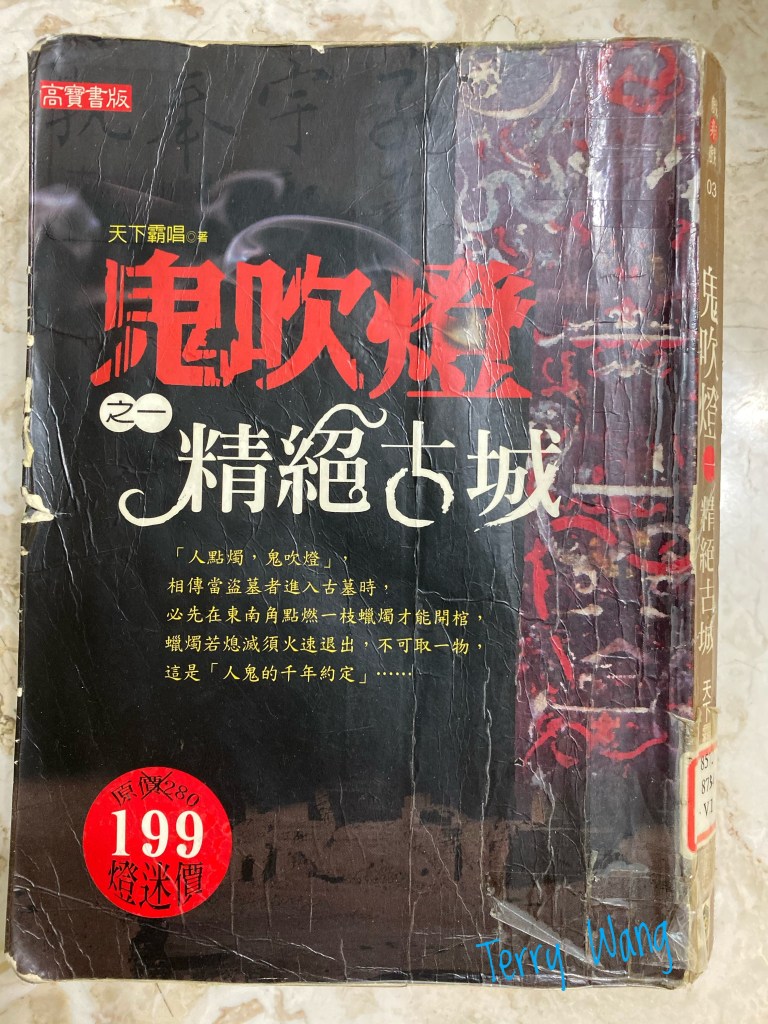 高寶書版
天下霸唱◎著
鬼吹燈
之一
精絕古城
「人點燭，鬼吹燈」，
相傳當盜墓者進入古墓時，
必先在東南角點燃一枝蠟燭才能開棺，
蠟燭若熄滅須火速退出，不可取一物，
這是「人鬼的千年約定」……
原價280
199
燈迷價
Terry Wang
03
鬼吹燈 一 精絕古城 天下